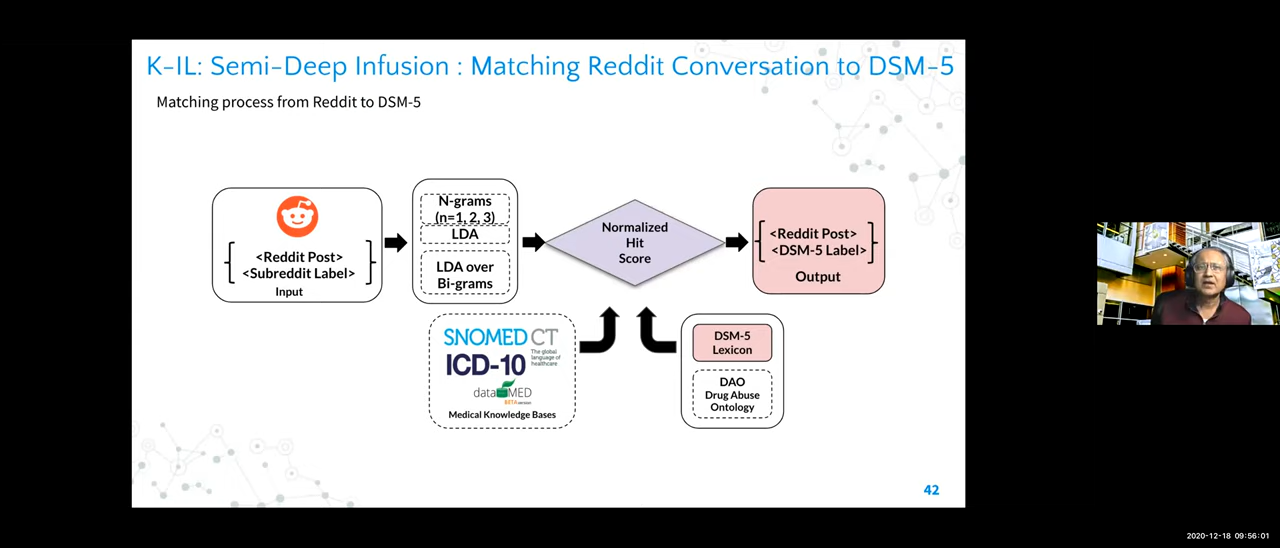 K-IL: Semi-Deep Infusion : Matching Reddit Conversation to DSM-5
Matching process from Reddit to DSM-5
<Reddit Post>
<Subreddit Label>
Input
N-grams
(n=1, 2, 3)
LDA
LDA over
Bi-grams
Normalized
Hit
Score
<Reddit Post>
<DSM-5 Label>
Output
SNOMED CT
The global
language of
healthcare
ICD-10
dataMED
BETA version
Medical Knowledge Bases
DSM-5
Lexicon
DAO
Drug Abuse
Ontology
42
2020-12-18 09:56:01